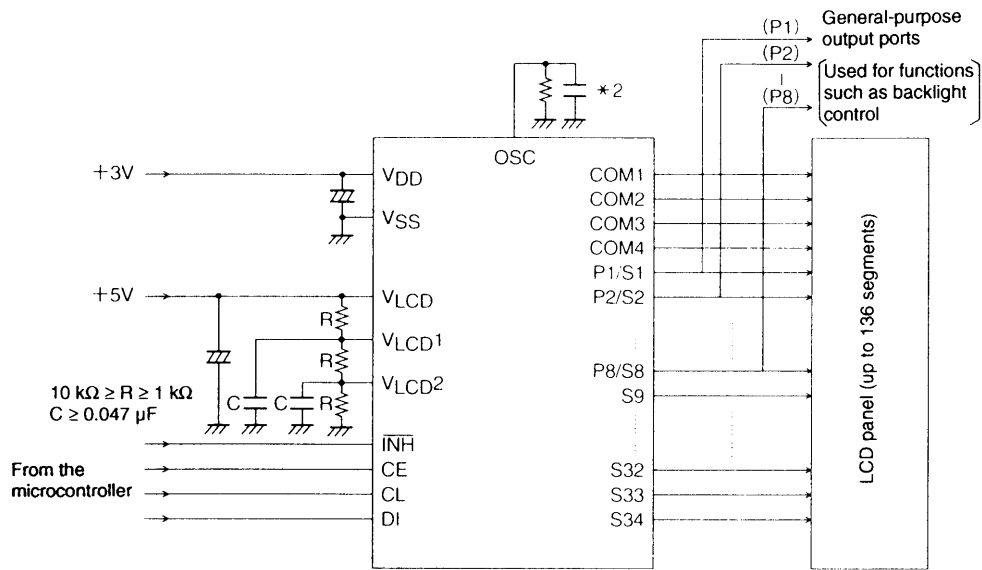 (P1)
General-purpose
output ports
(P2)
(P8)
Used for functions
such as backlight
control
*2
OSC
+3V
VDD
VSS
COM1
COM2
COM3
COM4
P1/S1
P2/S2
+5V
VLCD
R
VLCD1
R
VLCD2
P8/S8
S9
10 kΩ ≥ R ≥ 1 kΩ
C ≥ 0.047 µF
C
C
R
INH
From the
microcontroller
CE
CL
DI
S32
S33
S34
LCD panel (up to 136 segments)